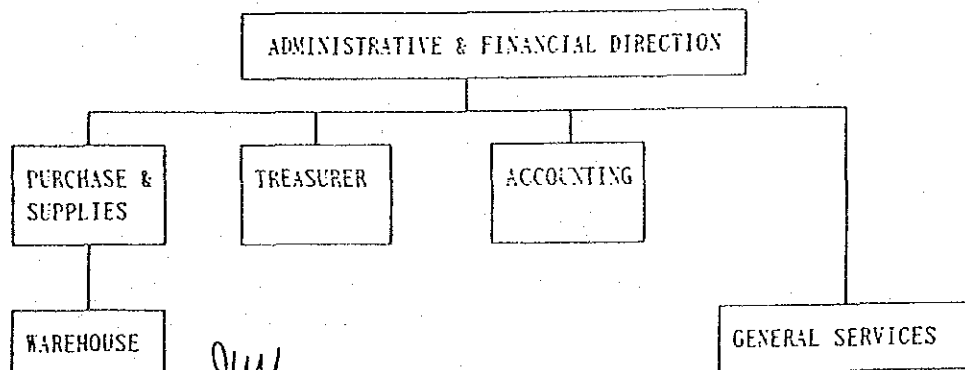 ADMINISTRATIVE & FINANCIAL DIRECTION
PURCHASE &
SUPPLIES
TREASURER
ACCOUNTING
WAREHOUSE
GENERAL SERVICES